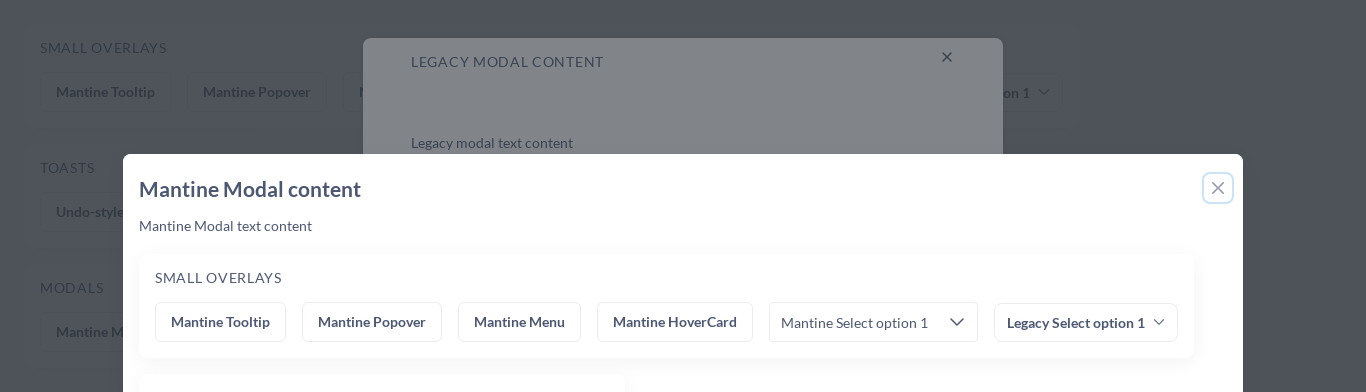 SMALL OVERLAYS
LEGACY MODAL CONTENT
Mantine Tooltip
Mantine Popover
on 1
Legacy modal text content
TOASTS
Undo-style
MODALS
Mantine M
Mantine Modal content
Mantine Modal text content
SMALL OVERLAYS
Mantine Tooltip
Mantine Popover
Mantine Menu
Mantine HoverCard
Mantine Select option 1
Legacy Select option 1